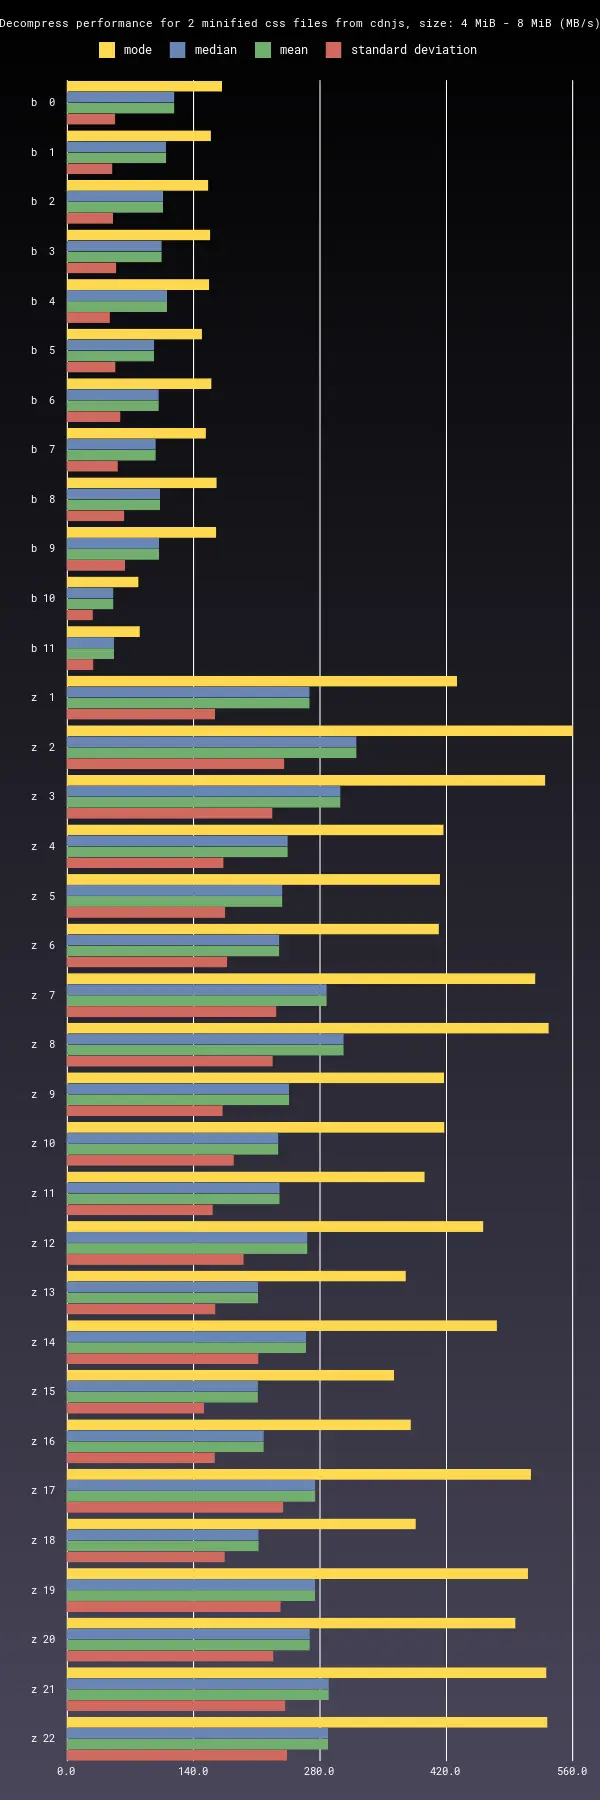 Decompress performance for 2 minified css files from cdnjs, size: 4 MiB - 8 MiB (MB/s)
mode median mean standard deviation
b 0
b 1
b 2
b 3
b 4
b 5
b 6
b 7
b 8
b 9
b 10
b 11
z 1
z 2
z 3
z 4
z 5
z 6
z 7
z 8
z 9
z 10
z 11
z 12
z 13
z 14
z 15
z 16
z 17
z 18
z 19
z 20
z 21
z 22
0.0 140.0 280.0 420.0 560.0